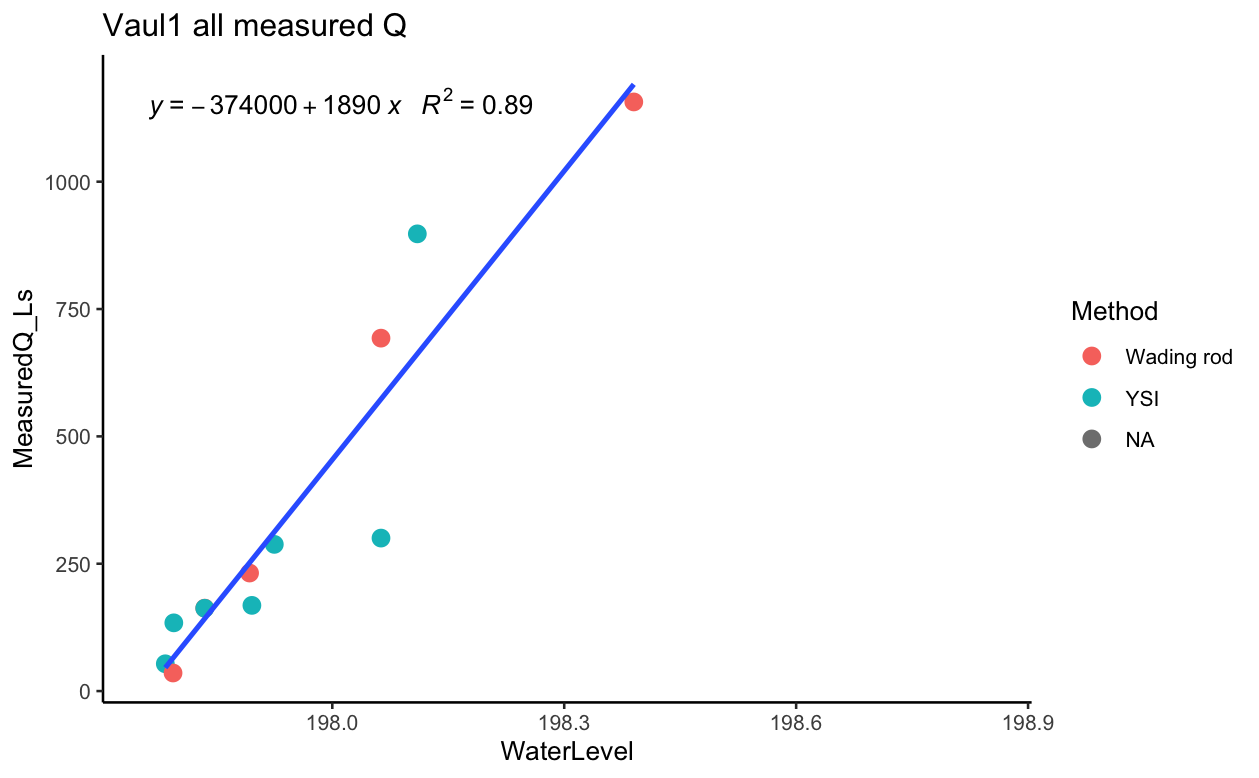 Vaul1 all measured Q
y = − 374000 + 1890 x R² = 0.89
1000
750
500
250
0
MeasuredQ_Ls
198.0 198.3 198.6 198.9
WaterLevel
Method
Wading rod
YSI
NA